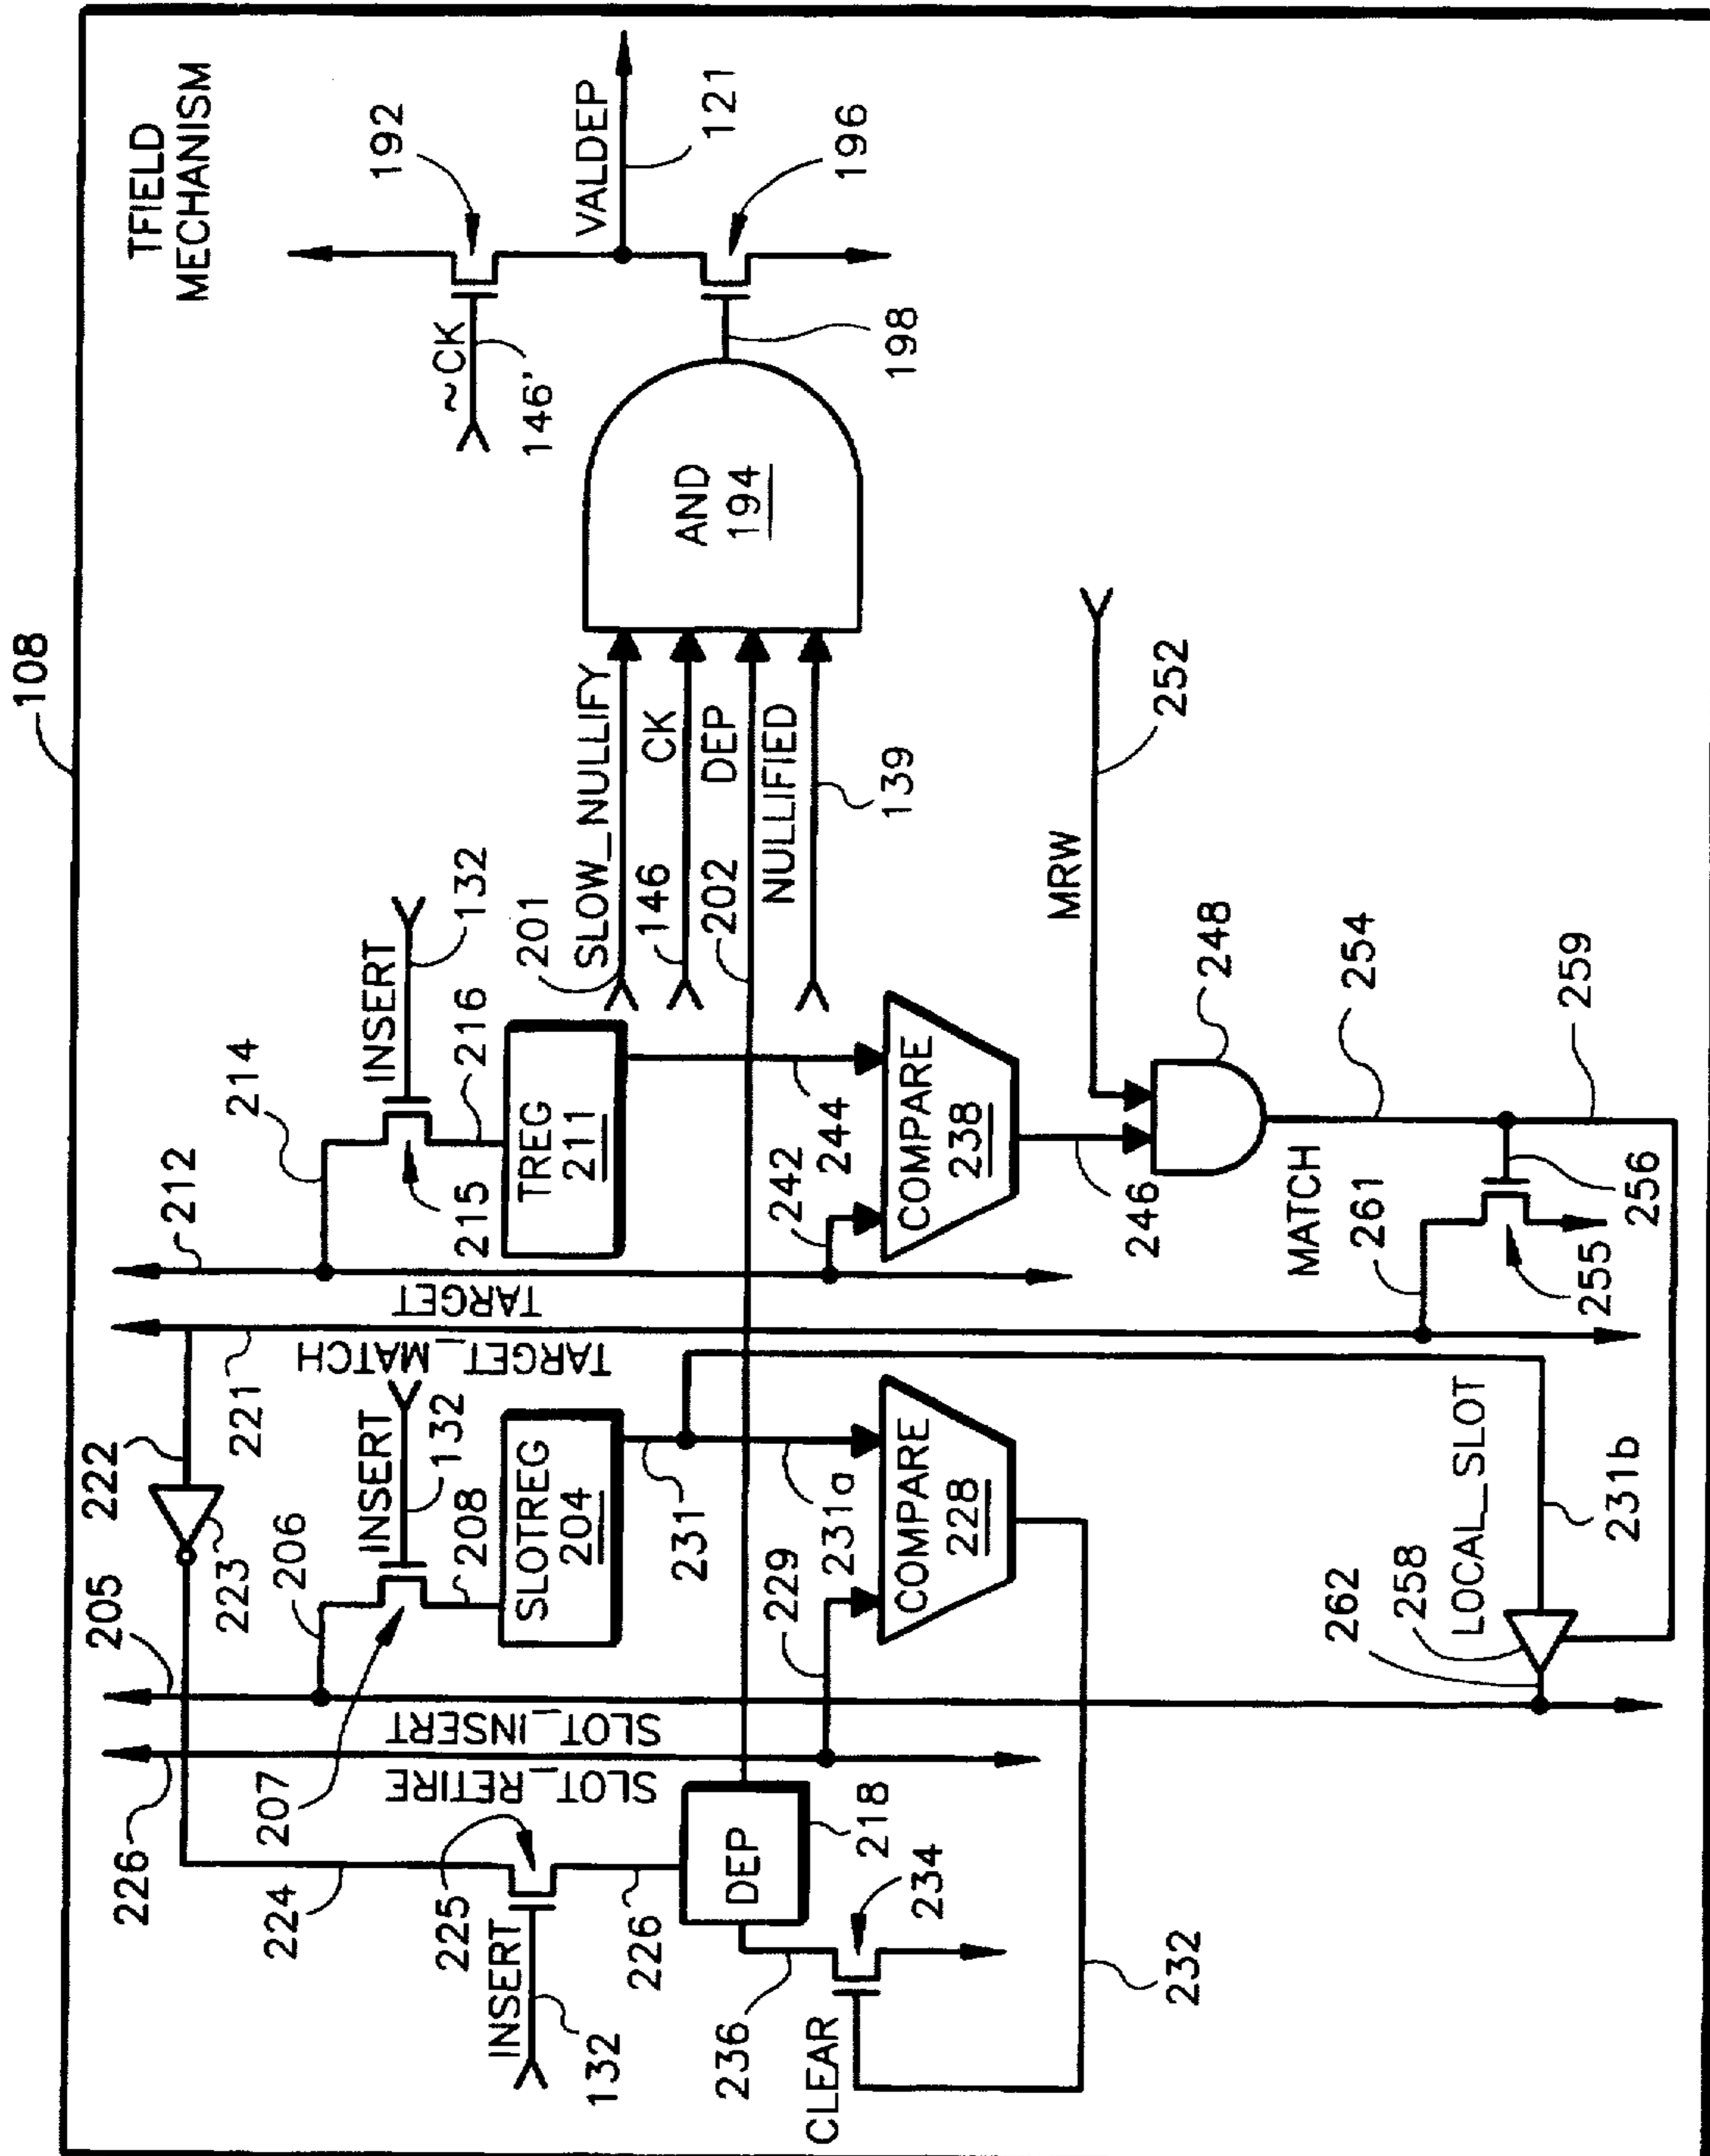 108
TFIELD
MECHANISM
192
~CK
146'
VALDEP
121
196
198
AND
194
SLOW_NULLIFY
201
CK
146
DEP
202
NULLIFIED
139
212
214
INSERT
132
215
216
TREG
211
TARGET
TARGET_MATCH
221
222
223
205
206
INSERT
132
207
208
SLOTREG
204
SLOT_INSERT
SLOT_RETIRE
226
224
225
INSERT
132
226
DEP
218
236
234
CLEAR
232
231
231a
229
COMPARE
228
242
244
COMPARE
238
246
MRW
252
248
254
MATCH
259
261
256
255
LOCAL_SLOT
231b
258
262